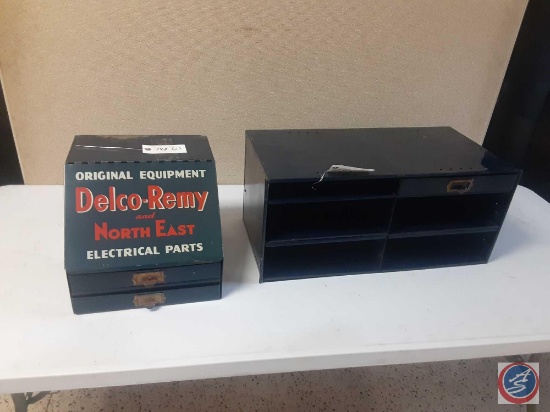 ORIGINAL EQUIPMENT
Delco-Remy
and
NORTH EAST
ELECTRICAL PARTS